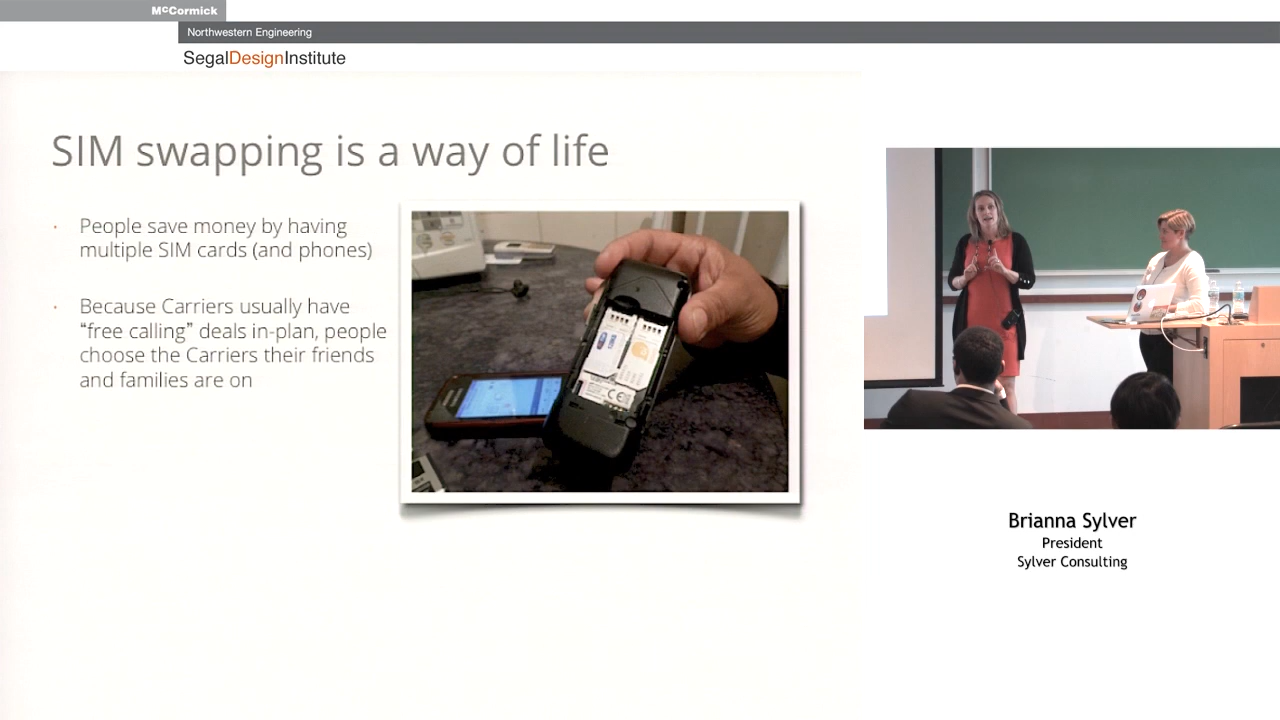 McCormick
Northwestern Engineering
SegalDesignInstitute
SIM swapping is a way of life
• People save money by having
multiple SIM cards (and phones)
• Because Carriers usually have
“free calling” deals in-plan, people
choose the Carriers their friends
and families are on
Brianna Sylver
President
Sylver Consulting